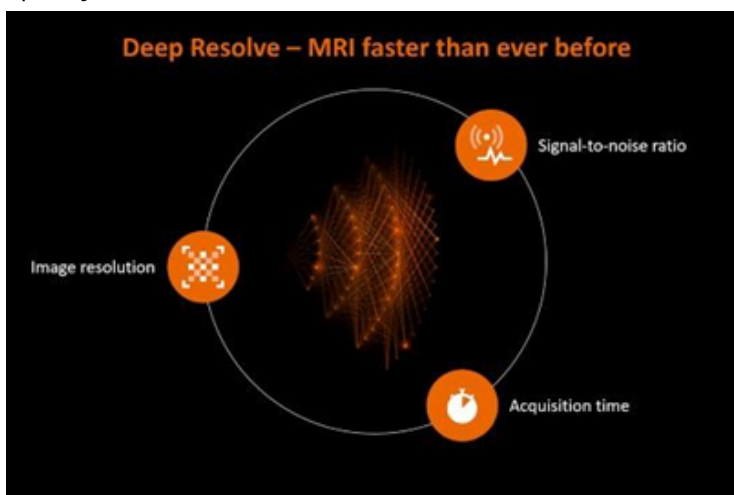 Deep Resolve – MRI faster than ever before
Signal-to-noise ratio
Image resolution
Acquisition time